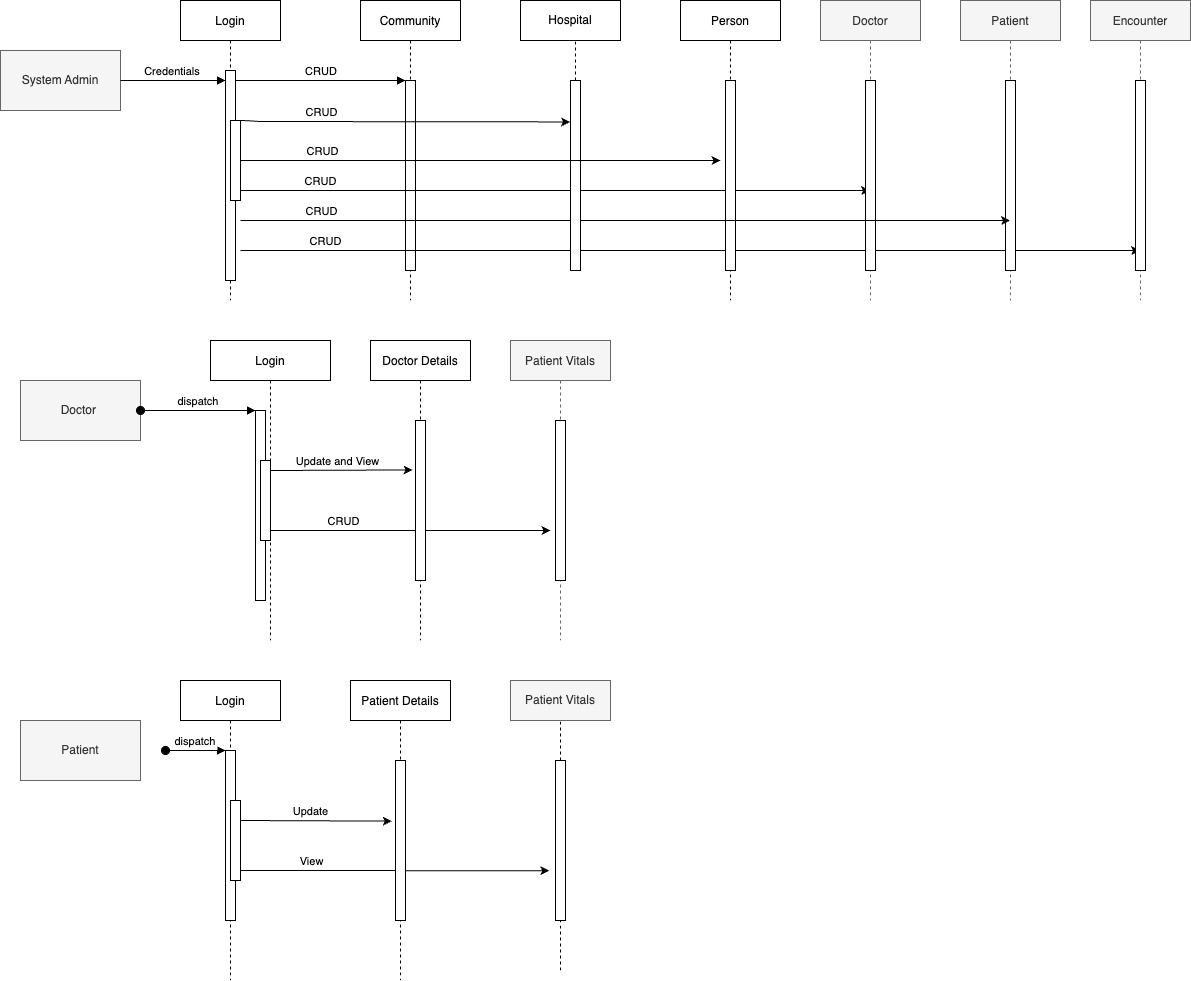 Login
Community
Hospital
Person
Doctor
Patient
Encounter
System Admin
Credentials
CRUD
CRUD
CRUD
CRUD
CRUD
CRUD
Login
Doctor Details
Patient Vitals
Doctor
dispatch
Update and View
CRUD
Login
Patient Details
Patient Vitals
Patient
dispatch
Update
View